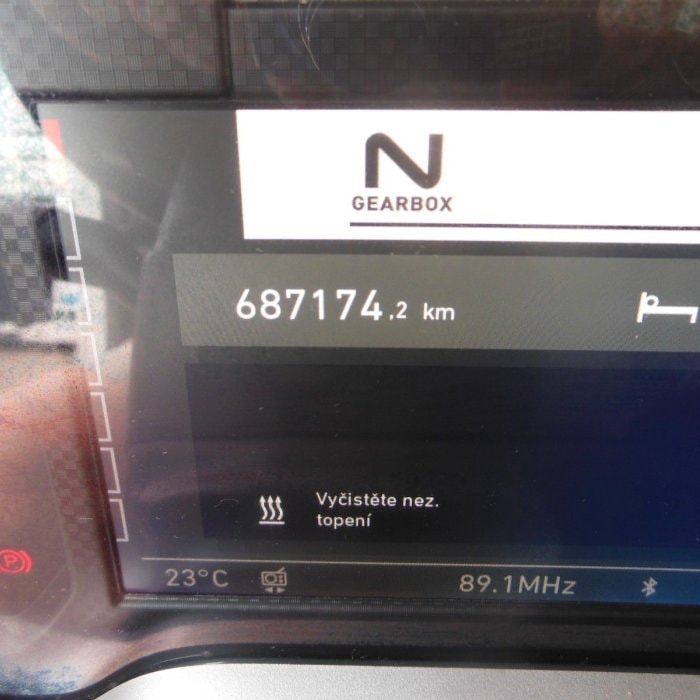 N
GEARBOX
687174,2 km
Vyčistěte nez.
topení
P
23°C 89.1MHz